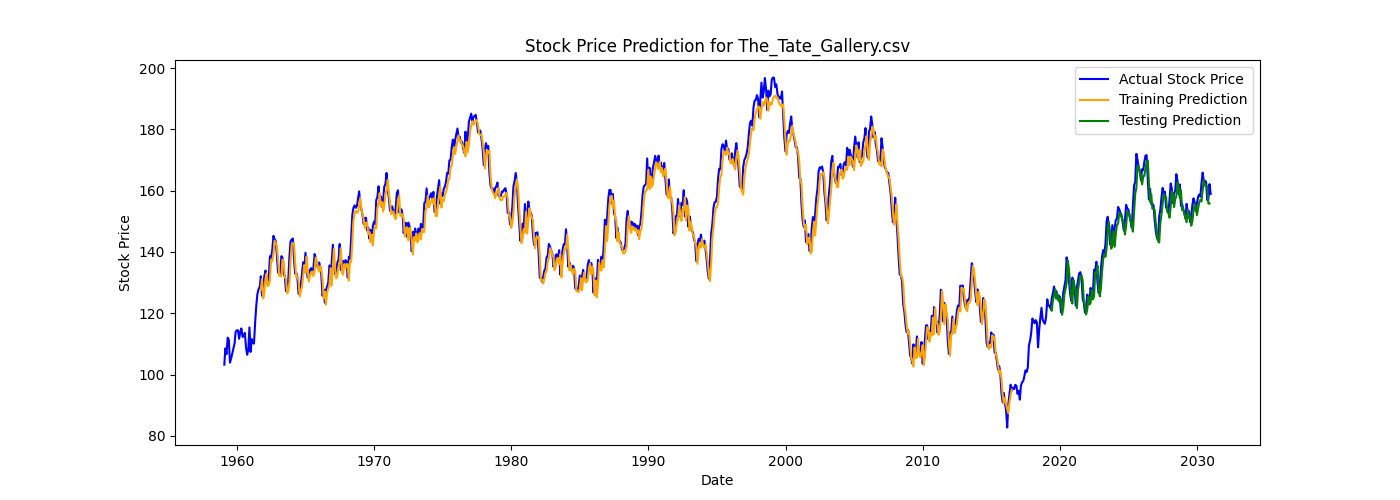 Stock Price Prediction for The_Tate_Gallery.csv
Actual Stock Price
Training Prediction
Testing Prediction
Stock Price
200
180
160
140
120
100
80
1960 1970 1980 1990 2000 2010 2020 2030
Date